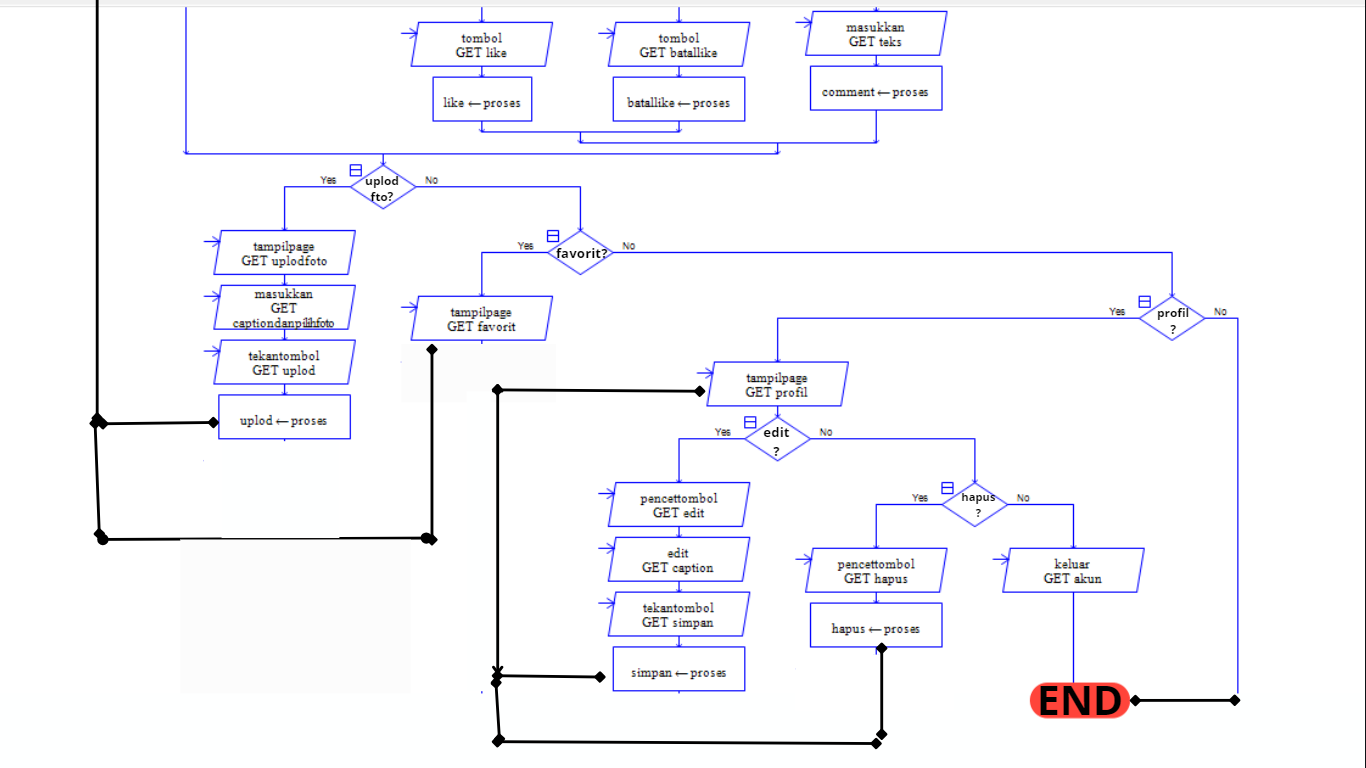 tombol
GET like
tombol
GET batallike
masukkan
GET teks
like ← proses
batallike ← proses
comment ← proses
uplod
fto?
Yes
No
tampilpage
GET uplodfoto
favorit?
Yes
No
masukkan
GET
captiondanpilihfoto
tampilpage
GET favorit
profil
?
Yes
No
tekantombol
GET uplod
tampilpage
GET profil
uplod ← proses
edit
?
Yes
No
pencettombol
GET edit
hapus
?
Yes
No
edit
GET caption
pencettombol
GET hapus
keluar
GET akun
tekantombol
GET simpan
hapus ← proses
simpan ← proses
END